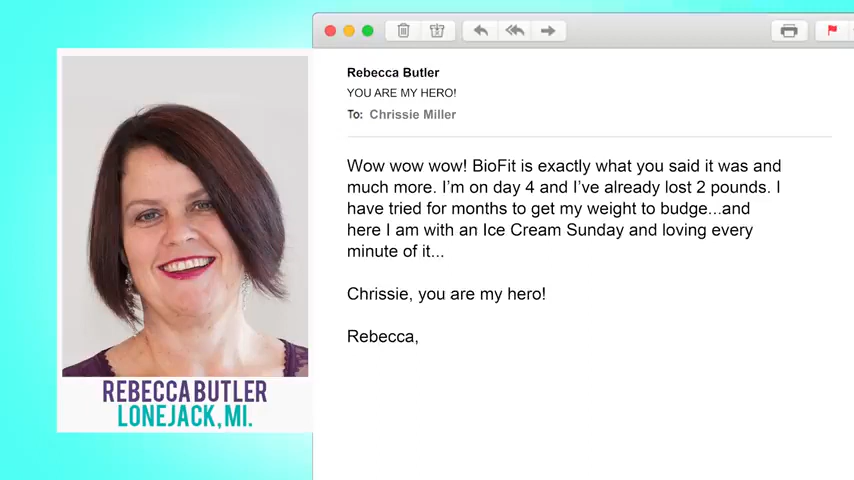 Rebecca Butler
YOU ARE MY HERO!
To: Chrissie Miller
Wow wow wow! BioFit is exactly what you said it was and
much more. I'm on day 4 and I've already lost 2 pounds. I
have tried for months to get my weight to budge...and
here I am with an Ice Cream Sunday and loving every
minute of it...
Chrissie, you are my hero!
Rebecca,
REBECCA BUTLER
LONEJACK, MI.